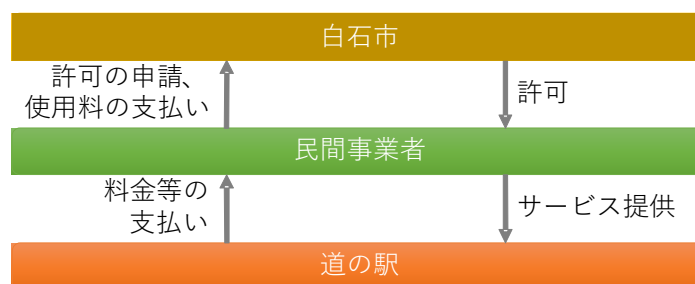 白石市
許可の申請、
使用料の支払い
許可
民間事業者
料金等の
支払い
サービス提供
道の駅